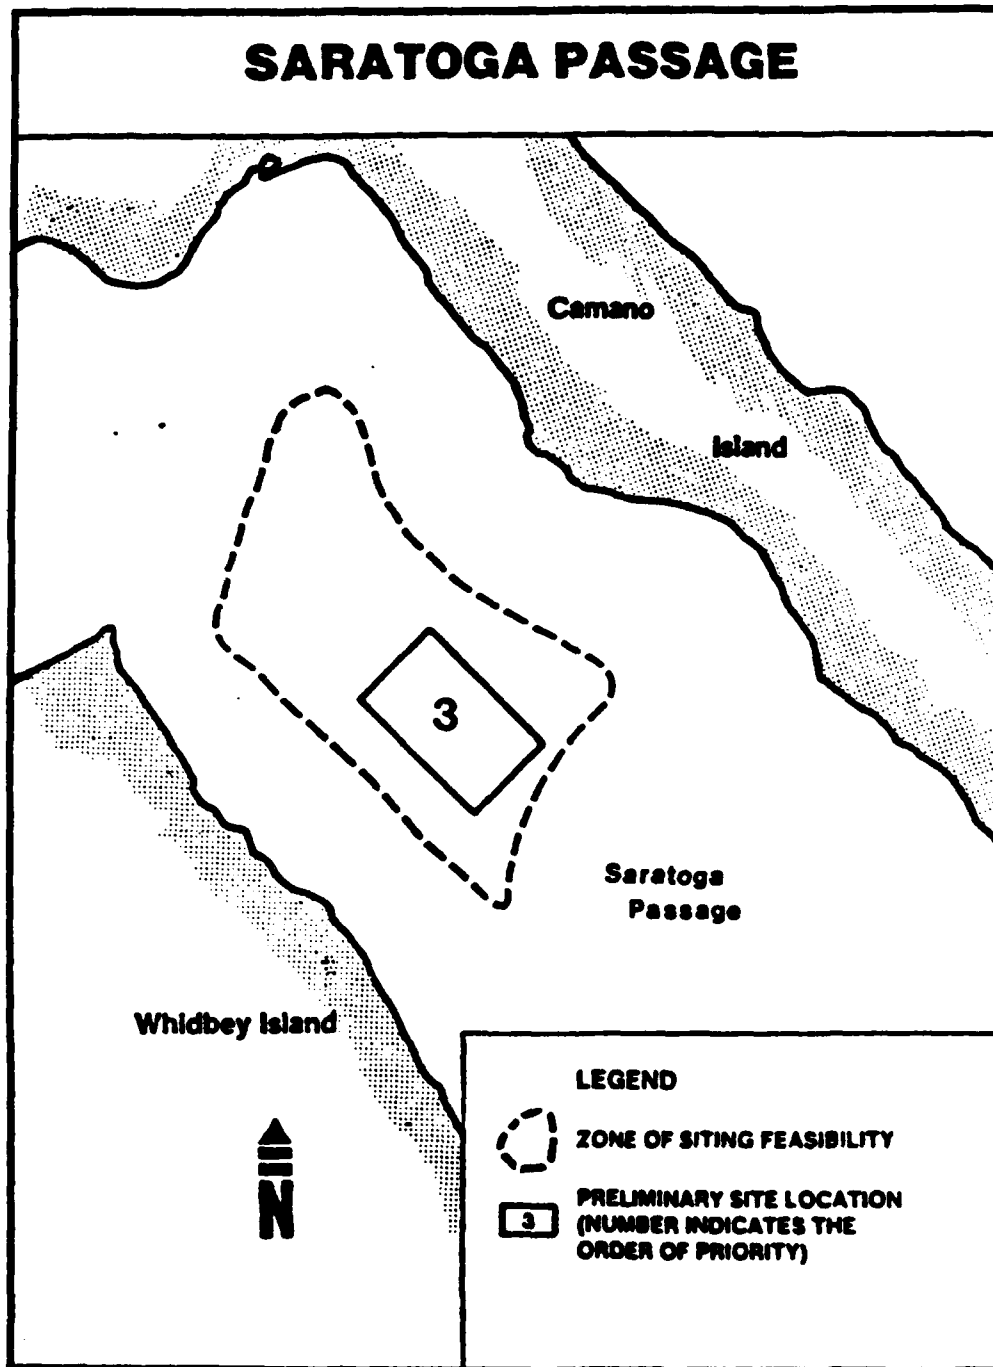 SARATOGA PASSAGE
Camano
Island
3
Saratoga
Passage
Whidbey Island
N
LEGEND
ZONE OF SITING FEASIBILITY
3
PRELIMINARY SITE LOCATION
(NUMBER INDICATES THE
ORDER OF PRIORITY)